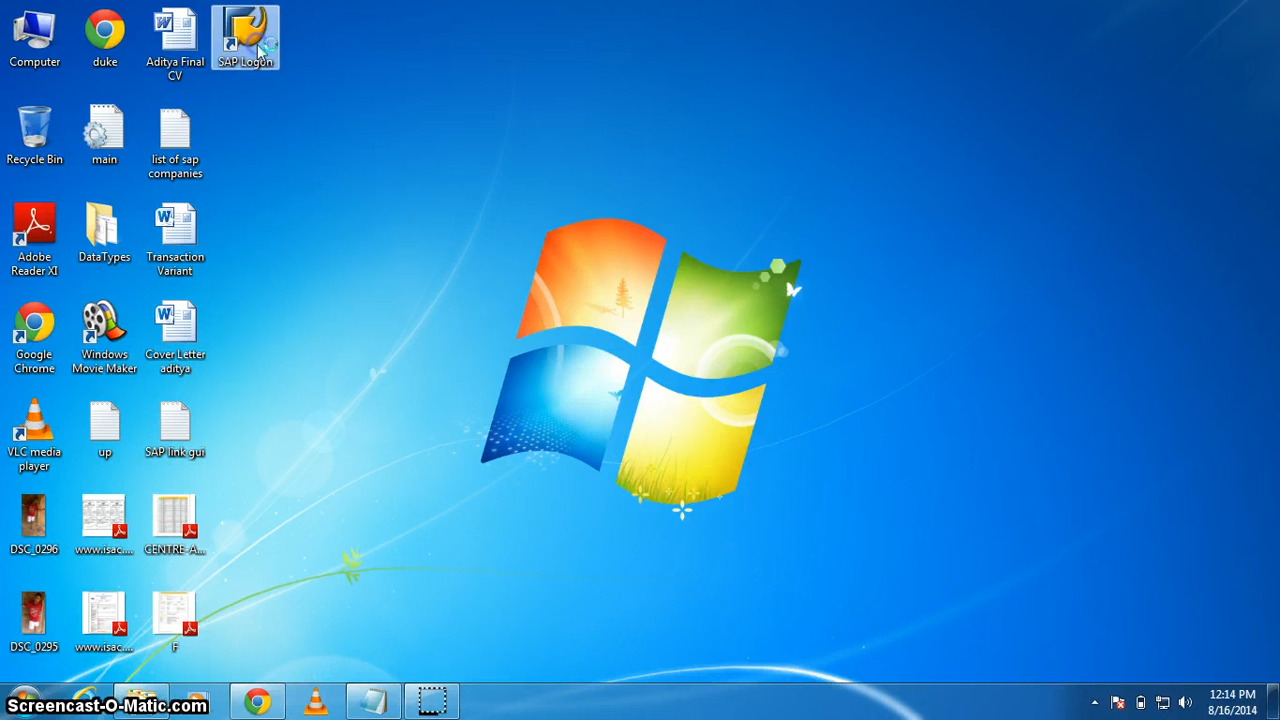 Computer
duke
Aditya Final
CV
SAP Logon
Recycle Bin
main
list of sap
companies
Adobe
Reader XI
DataTypes
Transaction
Variant
Google
Chrome
Windows
Movie Maker
Cover Letter
aditya
VLC media
player
up
SAP link gui
DSC_0296
www.isac....
CENTRE-A...
DSC_0295
www.isac....
F
Screencast-O-Matic.com
12:14 PM
8/16/2014